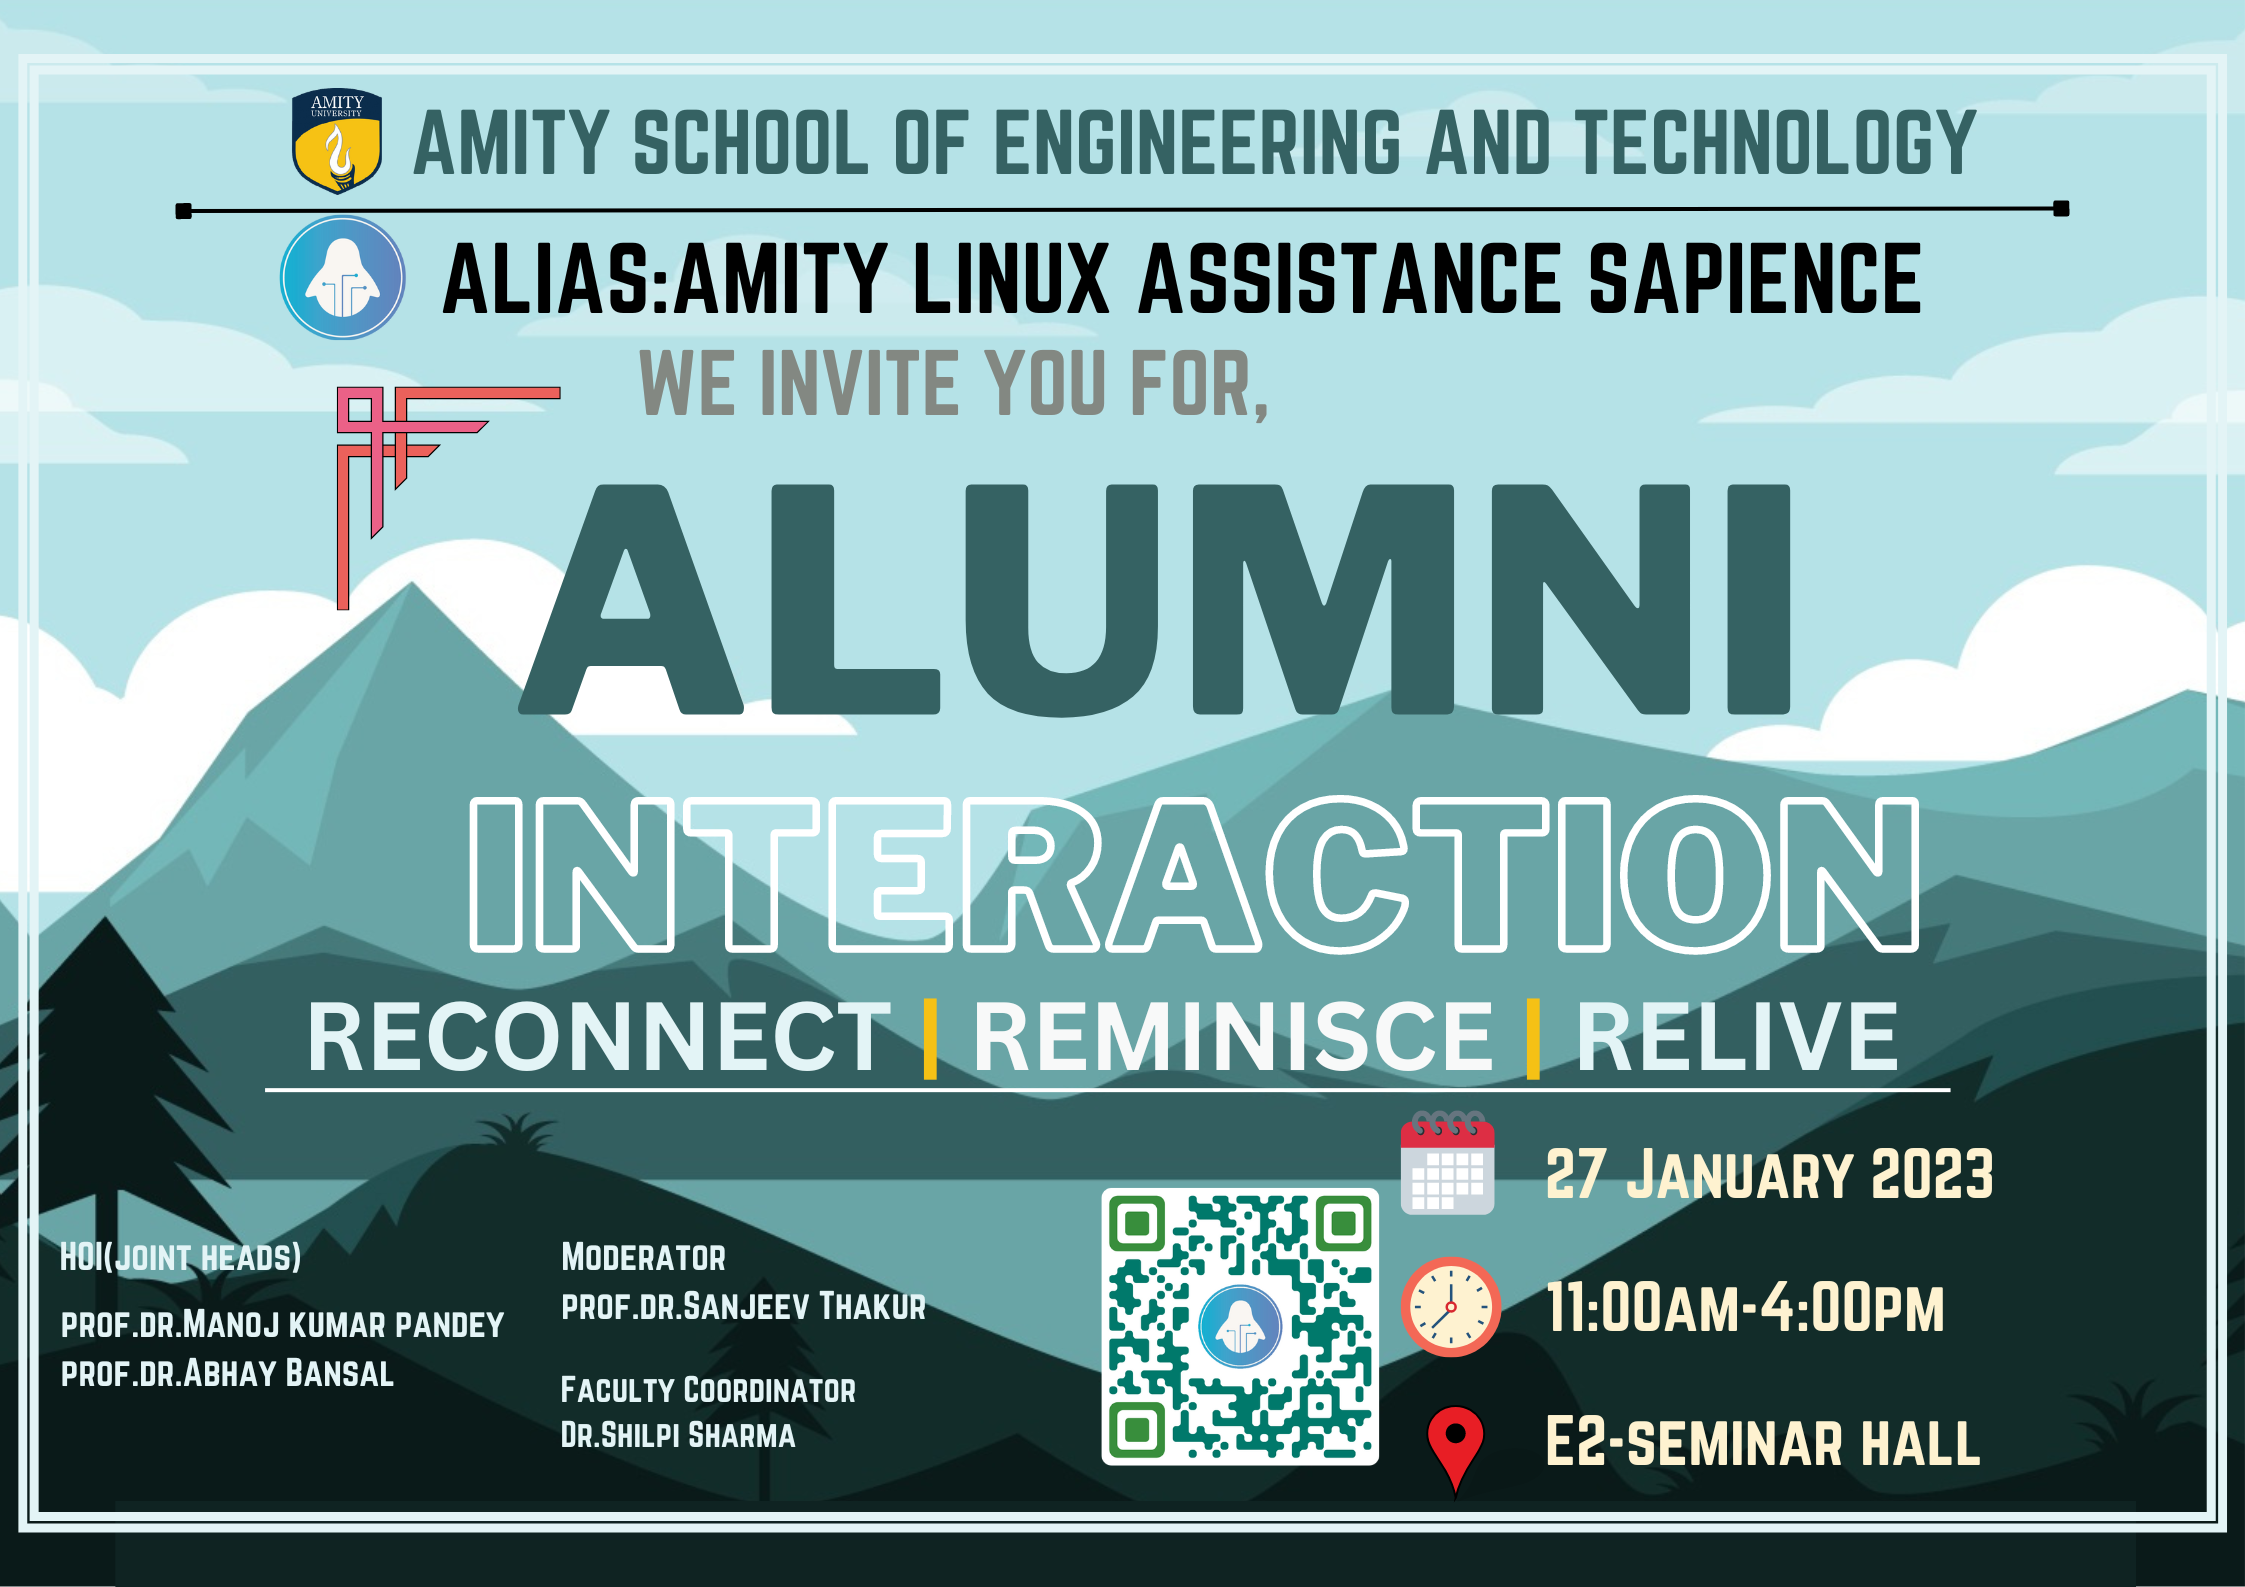 AMITY
UNIVERSITY
AMITY SCHOOL OF ENGINEERING AND TECHNOLOGY
ALIAS:AMITY LINUX ASSISTANCE SAPIENCE
WE INVITE YOU FOR,
ALUMNI
INTERACTION
RECONNECT | REMINISCE | RELIVE
27 JANUARY 2023
11:00AM-4:00PM
E2-SEMINAR HALL
HOI(JOINT HEADS)
PROF.DR.MANOJ KUMAR PANDEY
PROF.DR.ABHAY BANSAL
MODERATOR
PROF.DR.SANJEEV THAKUR
FACULTY COORDINATOR
DR.SHILPI SHARMA